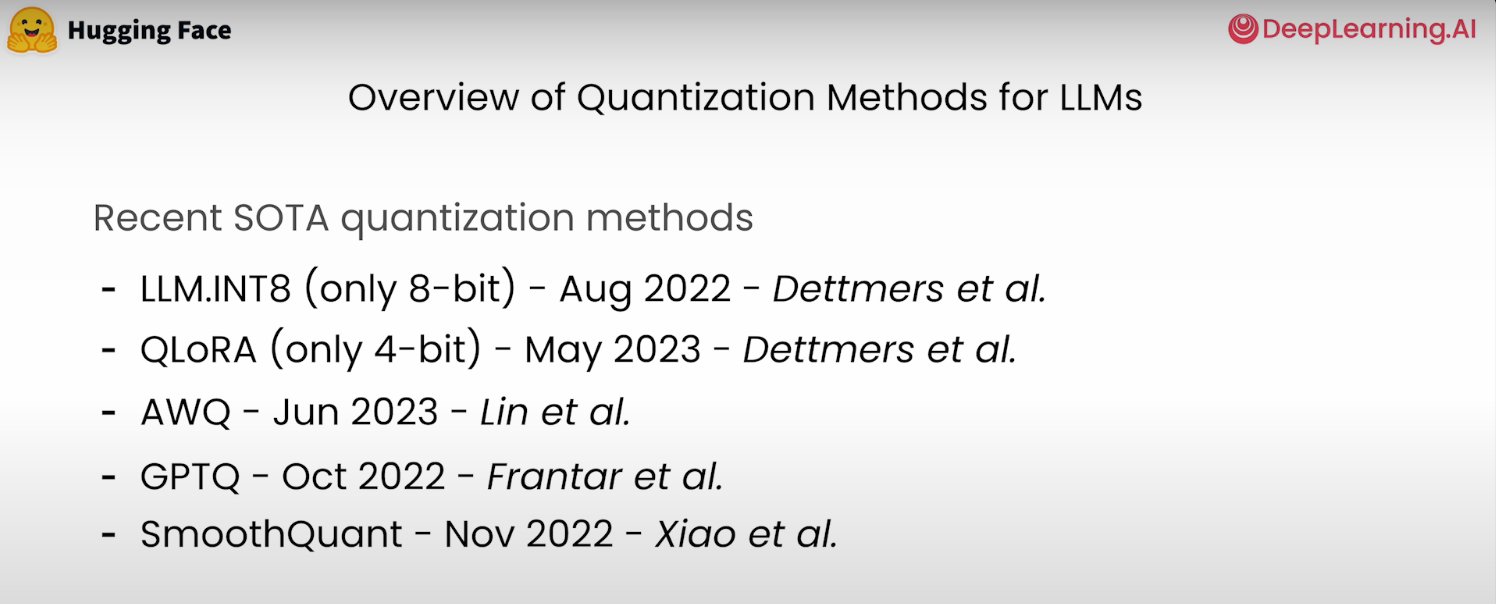 Hugging Face
DeepLearning.AI
Overview of Quantization Methods for LLMs
Recent SOTA quantization methods
- LLM.INT8 (only 8-bit) - Aug 2022 - Dettmers et al.
- QLoRA (only 4-bit) - May 2023 - Dettmers et al.
- AWQ - Jun 2023 - Lin et al.
- GPTQ - Oct 2022 - Frantar et al.
- SmoothQuant - Nov 2022 - Xiao et al.